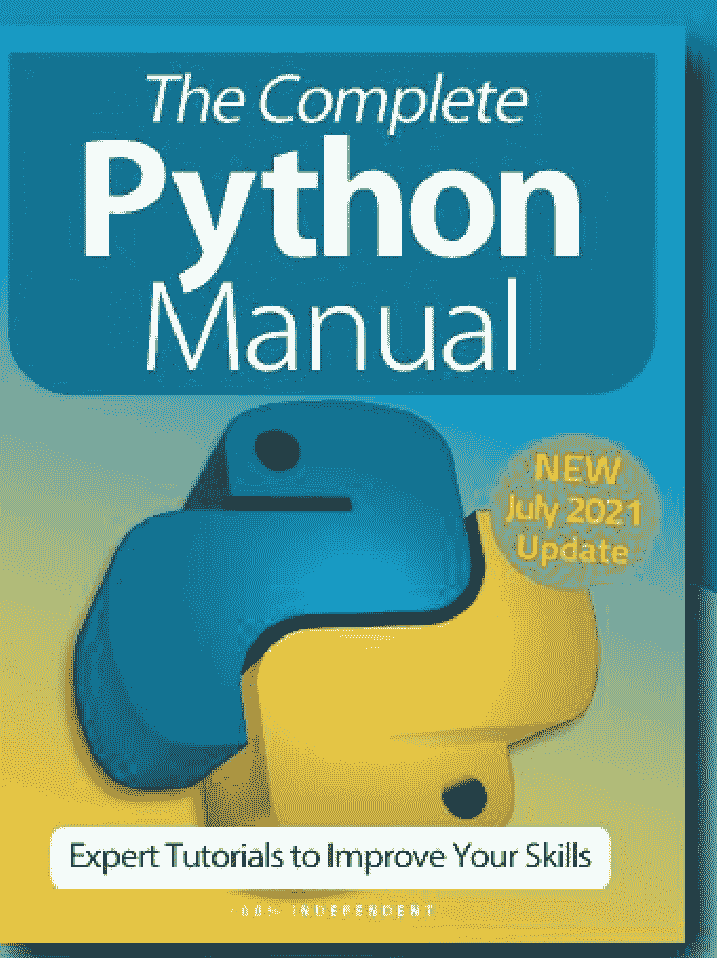 The Complete
Python
Manual
NEW
July 2021
Update
Expert Tutorials to Improve Your Skills
INDEPENDENT